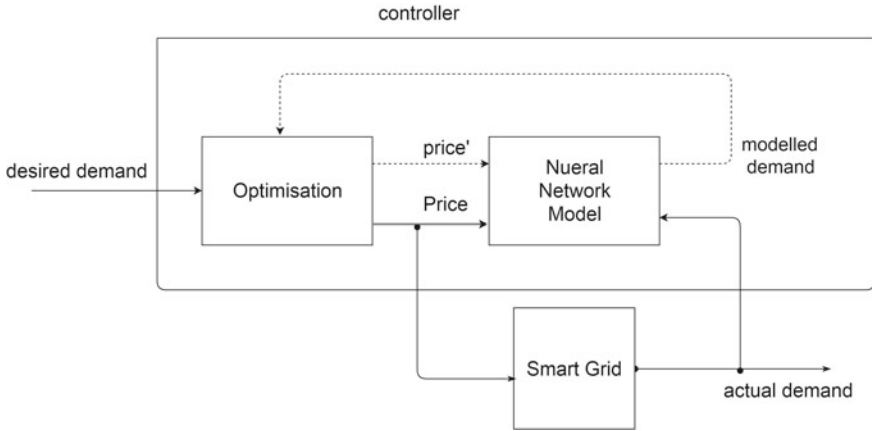 controller
desired demand
Optimisation
price'
Price
Nueral
Network
Model
modelled
demand
Smart Grid
actual demand